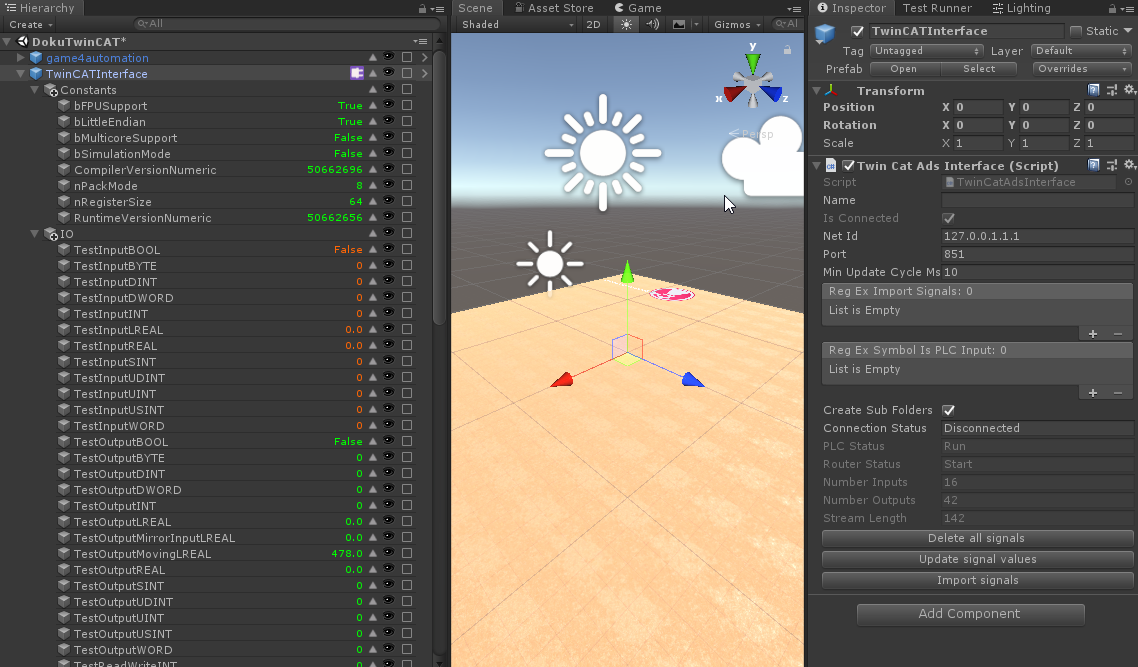 Hierarchy
Create
All
DokuTwinCAT*
game4automation
TwinCATInterface
Constants
bFPUSupport True
bLittleEndian True
bMulticoreSupport False
bSimulationMode False
CompilerVersionNumeric 50662696
nPackMode 8
nRegisterSize 64
RuntimeVersionNumeric 50662656
IO
TestInputBOOL False
TestInputBYTE 0
TestInputDINT 0
TestInputDWORD 0
TestInputINT 0
TestInputLREAL 0.0
TestInputREAL 0.0
TestInputSINT 0
TestInputUDINT 0
TestInputUINT 0
TestInputUSINT 0
TestInputWORD 0
TestOutputBOOL False
TestOutputBYTE 0
TestOutputDINT 0
TestOutputDWORD 0
TestOutputINT 0
TestOutputLREAL 0.0
TestOutputMirrorInputLREAL 0.0
TestOutputMovingLREAL 478.0
TestOutputREAL 0.0
TestOutputSINT 0
TestOutputUDINT 0
TestOutputUINT 0
TestOutputUSINT 0
TestOutputWORD 0
TestReadWriteINT 0
Scene Asset Store Game
Shaded 2D Gizmos All
y
x z
Persp
Inspector Test Runner Lighting
TwinCATInterface Static
Tag Untagged Layer Default
Prefab Open Select Overrides
Transform
Position X 0 Y 0 Z 0
Rotation X 0 Y 0 Z 0
Scale X 1 Y 1 Z 1
Twin Cat Ads Interface (Script)
Script TwinCatAdsInterface
Name
Is Connected
Net Id 127.0.0.1.1.1
Port 851
Min Update Cycle Ms 10
Reg Ex Import Signals: 0
List is Empty
+ −
Reg Ex Symbol Is PLC Input: 0
List is Empty
+ −
Create Sub Folders
Connection Status Disconnected
PLC Status Run
Router Status Start
Number Inputs 16
Number Outputs 42
Stream Length 142
Delete all signals
Update signal values
Import signals
Add Component